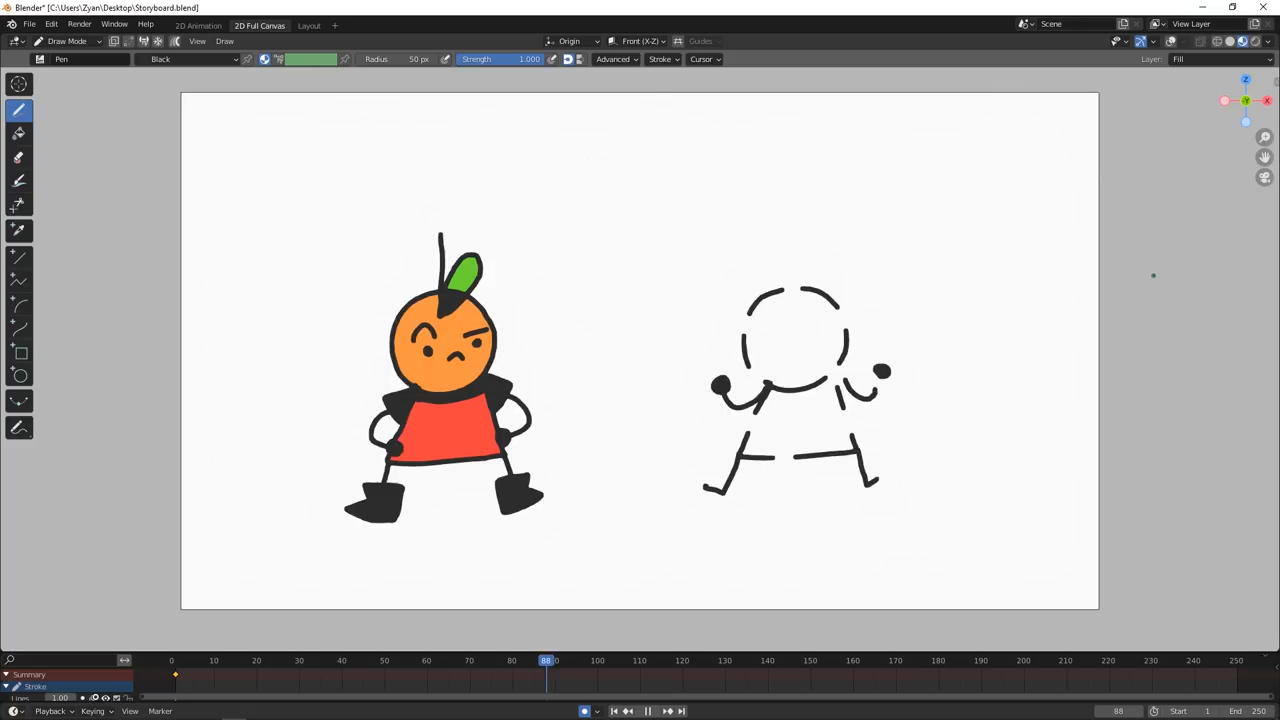 Blender* [C:\Users\Zyan\Desktop\Storyboard.blend]
File Edit Render Window Help 2D Animation 2D Full Canvas Layout Scene View Layer
Draw Mode View Draw Origin Front (X-Z) Guides
Pen Black Radius 50 px Strength 1.000 Advanced Stroke Cursor Layer: Fill
Z
Y X
0 10 20 30 40 50 60 70 80 88 100 110 120 130 140 150 160 170 180 190 200 210 220 230 240 250
Summary
Stroke
Lines 1.00
Playback Keying View Marker 88 Start 1 End 250